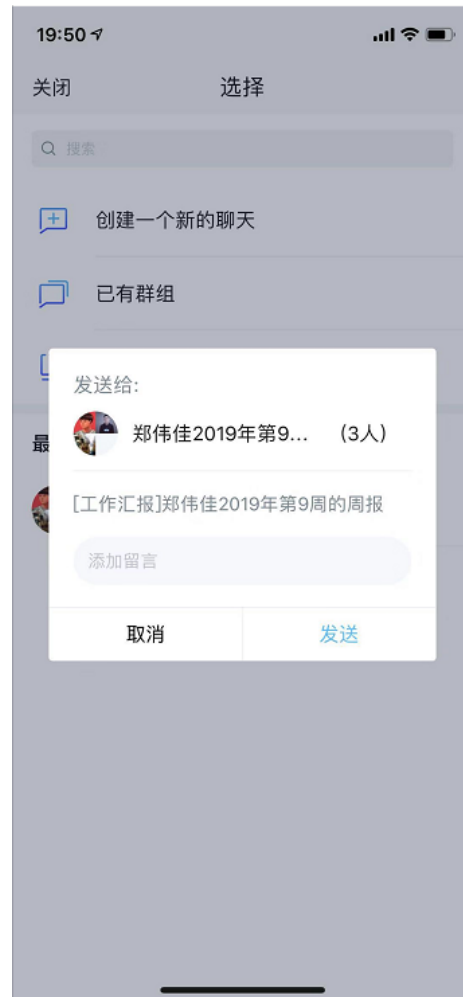 19:50
关闭
选择
搜索
创建一个新的聊天
已有群组
发送给:
郑伟佳2019年第9... (3人)
最
[工作汇报]郑伟佳2019年第9周的周报
添加留言
取消
发送